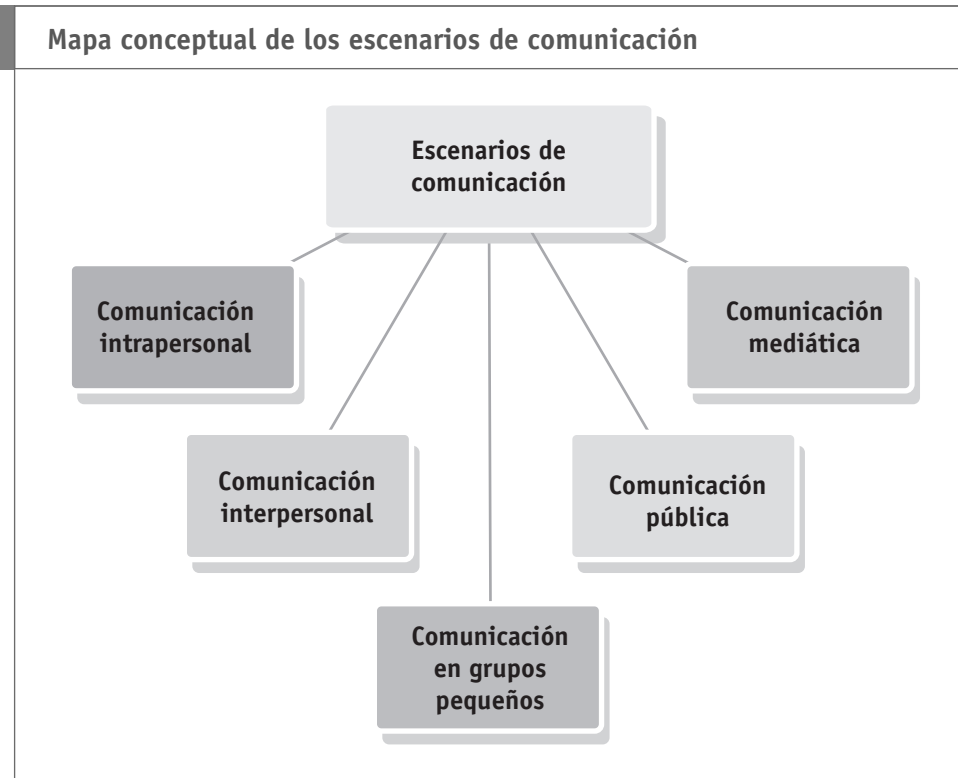 Mapa conceptual de los escenarios de comunicación
Escenarios de
comunicación
Comunicación
intrapersonal
Comunicación
mediática
Comunicación
interpersonal
Comunicación
pública
Comunicación
en grupos
pequeños